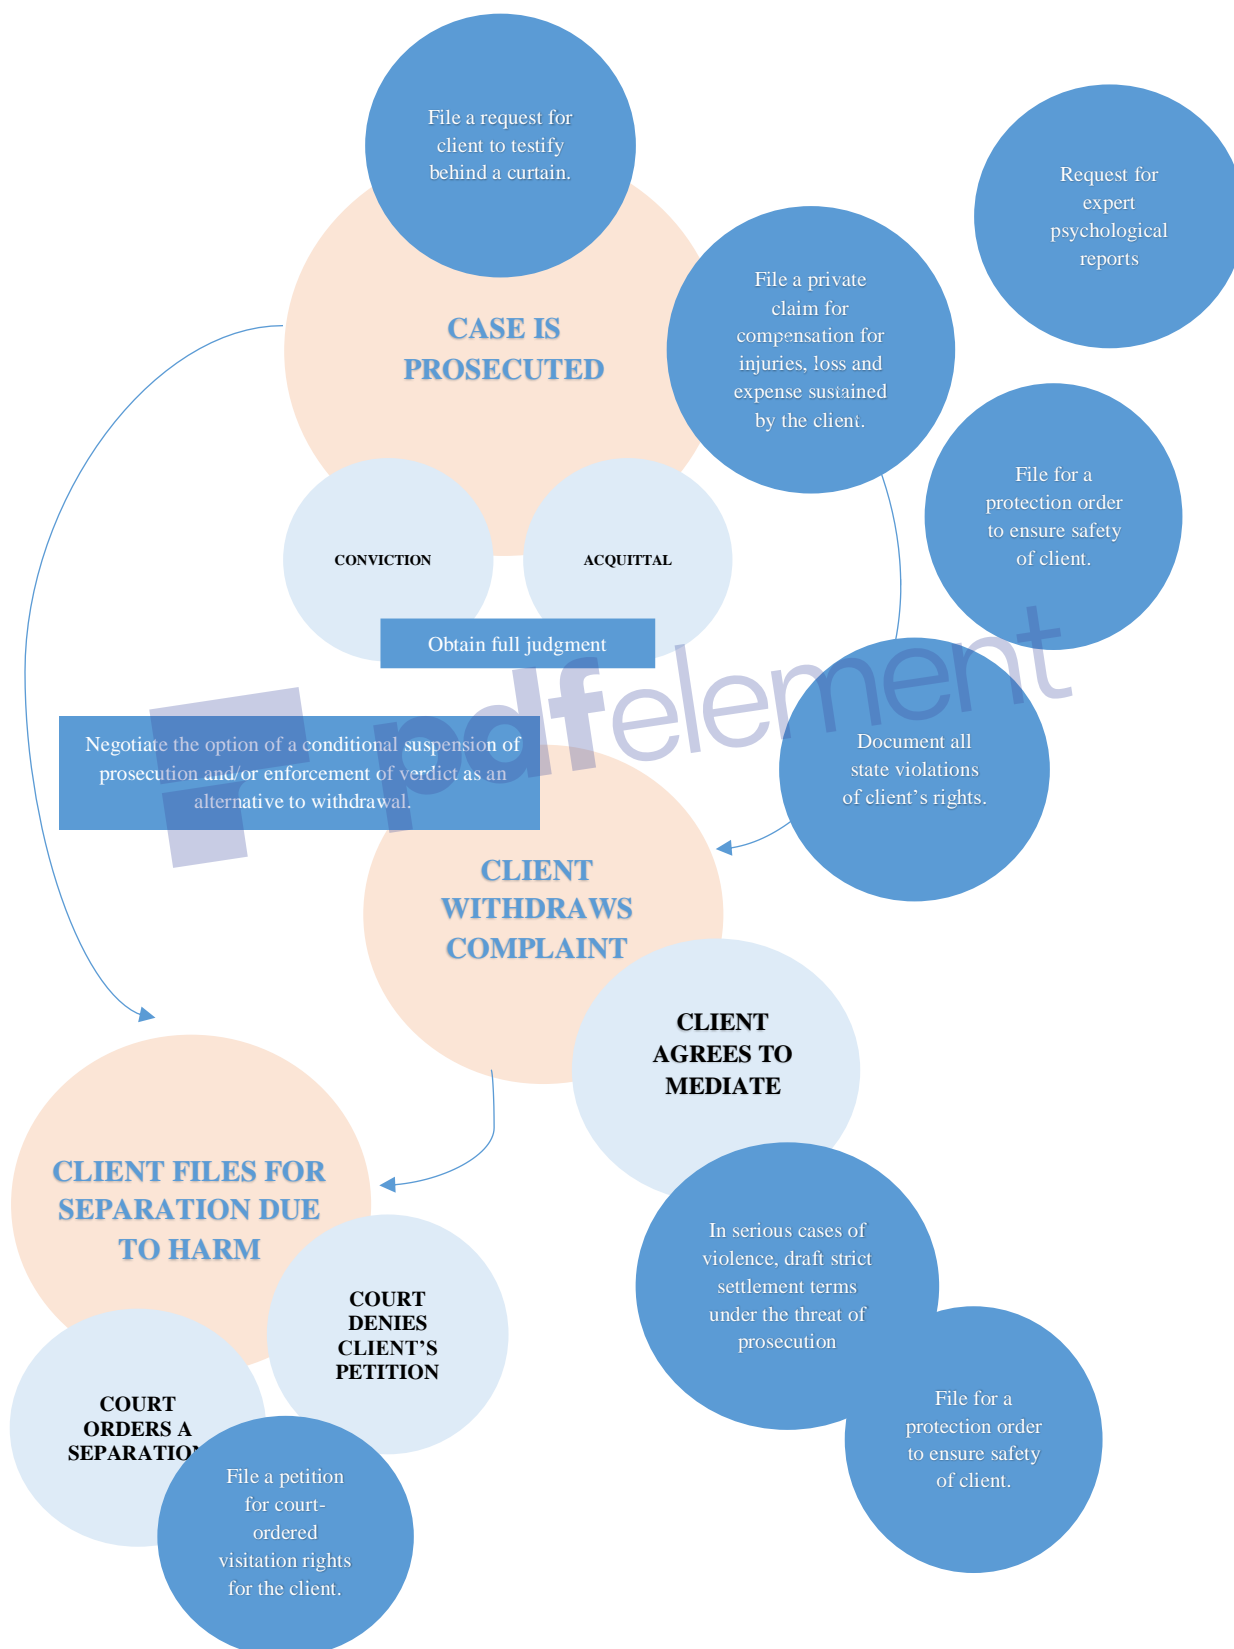 File a request for
client to testify
behind a curtain.
Request for
expert
psychological
reports
File a private
claim for
compensation for
injuries, loss and
expense sustained
by the client.
CASE IS
PROSECUTED
File for a
protection order
to ensure safety
of client.
CONVICTION
ACQUITTAL
Obtain full judgment
pdfelement
Negotiate the option of a conditional suspension of
prosecution and/or enforcement of verdict as an
alternative to withdrawal.
Document all
state violations
of client’s rights.
CLIENT
WITHDRAWS
COMPLAINT
CLIENT
AGREES TO
MEDIATE
CLIENT FILES FOR
SEPARATION DUE
TO HARM
In serious cases of
violence, draft strict
settlement terms
under the threat of
prosecution
COURT
DENIES
CLIENT’S
PETITION
COURT
ORDERS A
SEPARATION
File for a
protection order
to ensure safety
of client.
File a petition
for court-
ordered
visitation rights
for the client.